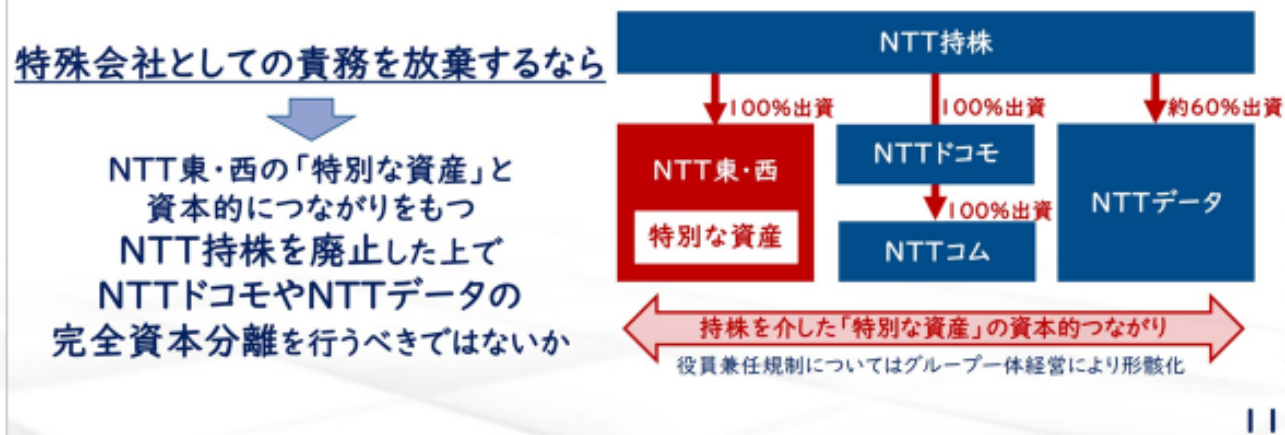 特殊会社としての責務を放棄するなら
NTT東・西の「特別な資産」と
資本的につながりをもつ
NTT持株を廃止した上で
NTTドコモやNTTデータの
完全資本分離を行うべきではないか
NTT持株
100%出資
100%出資
約60%出資
NTT東・西
特別な資産
NTTドコモ
100%出資
NTTコム
NTTデータ
持株を介した「特別な資産」の資本的つながり
役員兼任規制についてはグループ一体経営により形骸化
11